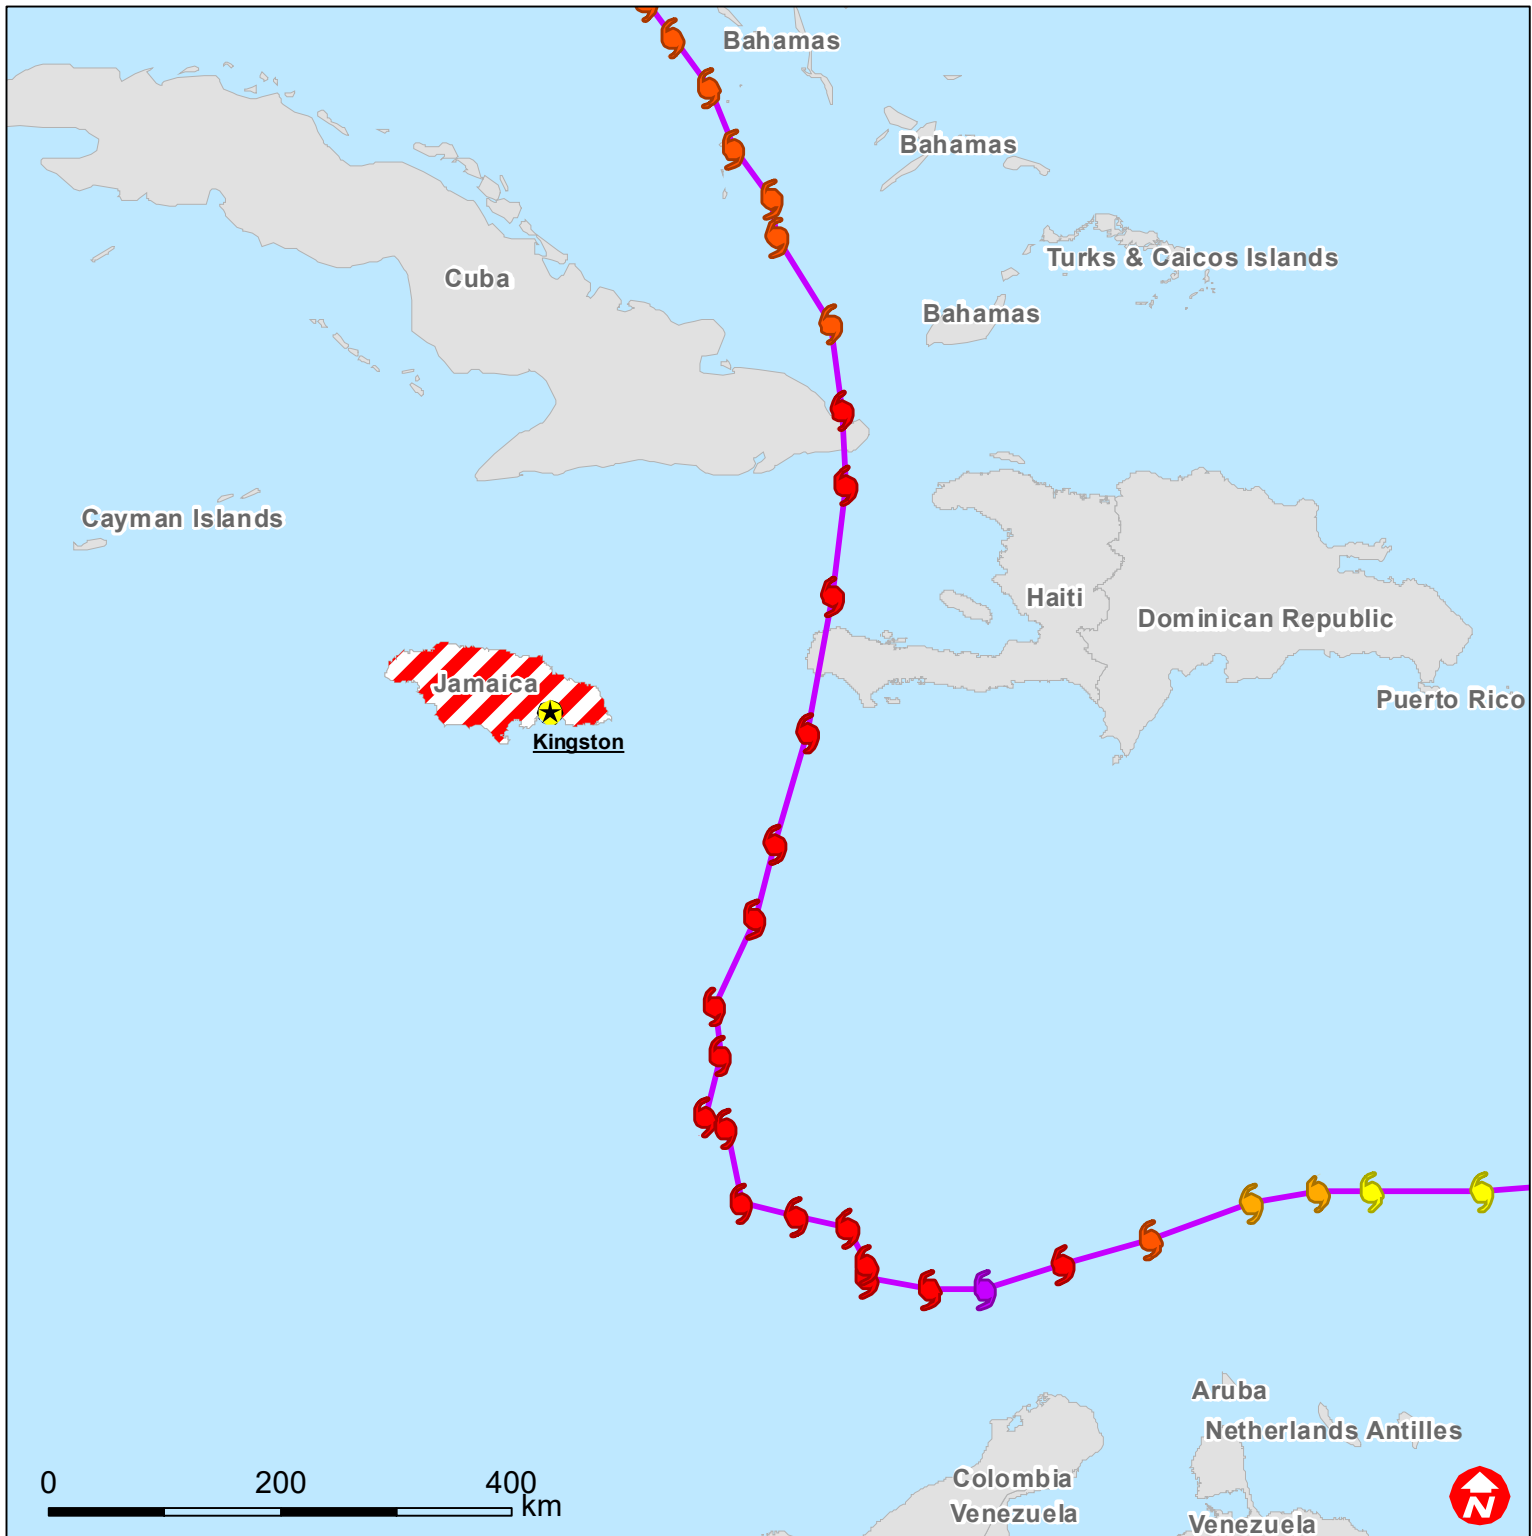 Bahamas
Bahamas
Turks & Caicos Islands
Cuba
Bahamas
Cayman Islands
Haiti
Dominican Republic
Jamaica
Puerto Rico
Kingston
Aruba
Netherlands Antilles
Colombia
Venezuela
Venezuela
0 200 400
km
N